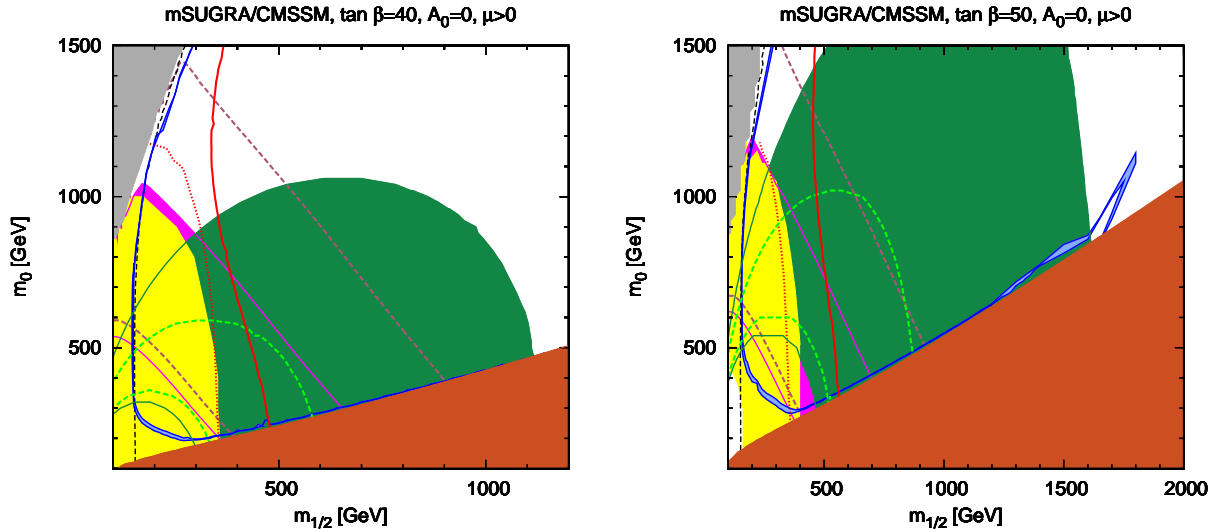 mSUGRA/CMSSM, tan β=40, A₀=0, μ>0
1500
1000
500
m₀ [GeV]
500
1000
m₁/₂ [GeV]
mSUGRA/CMSSM, tan β=50, A₀=0, μ>0
1500
1000
500
m₀ [GeV]
500
1000
1500
2000
m₁/₂ [GeV]